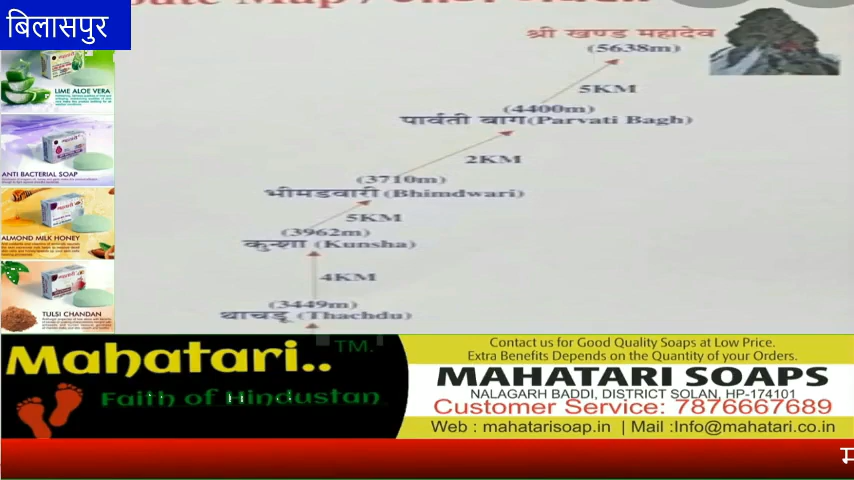 बिलासपुर
Route Map /
श्री खण्ड महादेव
(5638m)
5KM
(4400m)
पार्वती बाग(Parvati Bagh)
2KM
(3710m)
भीमडवारी (Bhimdwari)
5KM
(3962m)
कुन्शा (Kunsha)
4KM
(3449m)
थाचडू (Thachdu)
LIME ALOE VERA
ANTI BACTERIAL SOAP
ALMOND MILK HONEY
TULSI CHANDAN
Mahatari.. TM.
Faith of Hindustan
Contact us for Good Quality Soaps at Low Price.
Extra Benefits Depends on the Quantity of your Orders.
MAHATARI SOAPS
NALAGARH BADDI, DISTRICT SOLAN, HP-174101
Customer Service: 7876667689
Web : matatarisoap.in | Mail :Info@mahatari.co.in